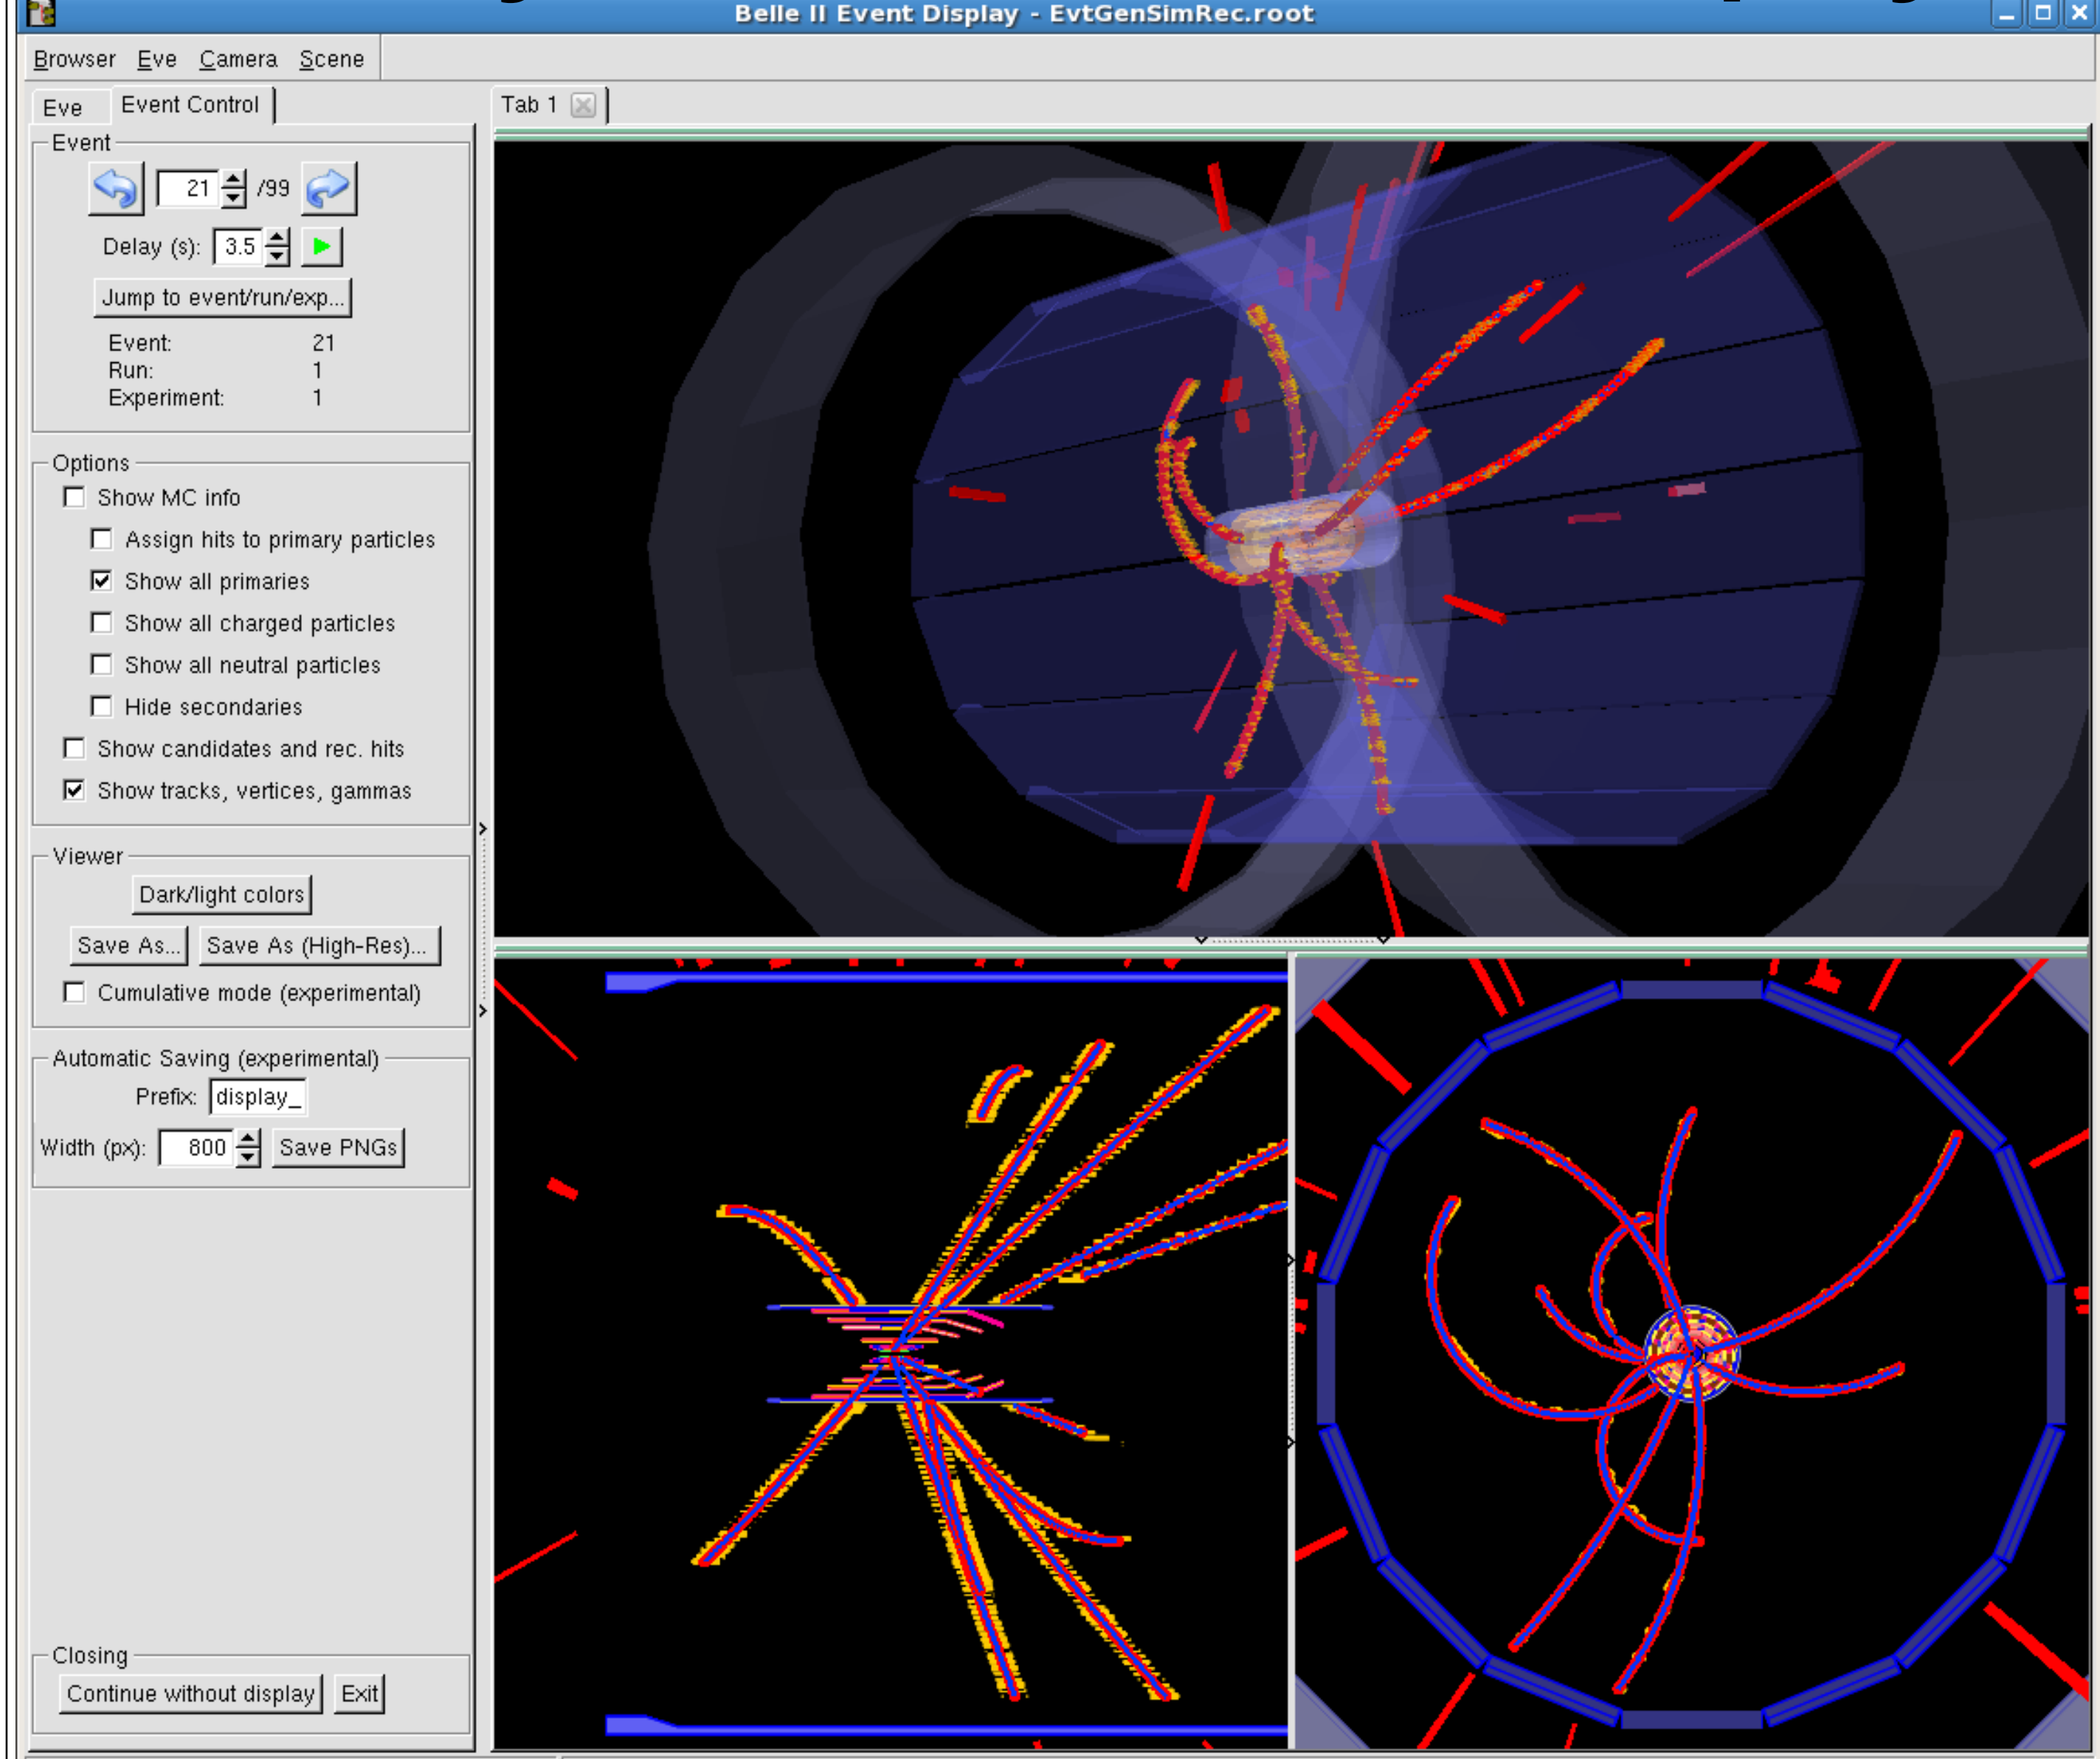 Belle II Event Display - EvtGenSimRec.root
Browser Eve Camera Scene
Eve Event Control Tab 1
Event
21 /99
Delay (s): 3.5
Jump to event/run/exp...
Event: 21
Run: 1
Experiment: 1
Options
Show MC info
Assign hits to primary particles
Show all primaries
Show all charged particles
Show all neutral particles
Hide secondaries
Show candidates and rec. hits
Show tracks, vertices, gammas
Viewer
Dark/light colors
Save As... Save As (High-Res)...
Cumulative mode (experimental)
Automatic Saving (experimental)
Prefix: display_
Width (px): 800 Save PNGs
Closing
Continue without display Exit